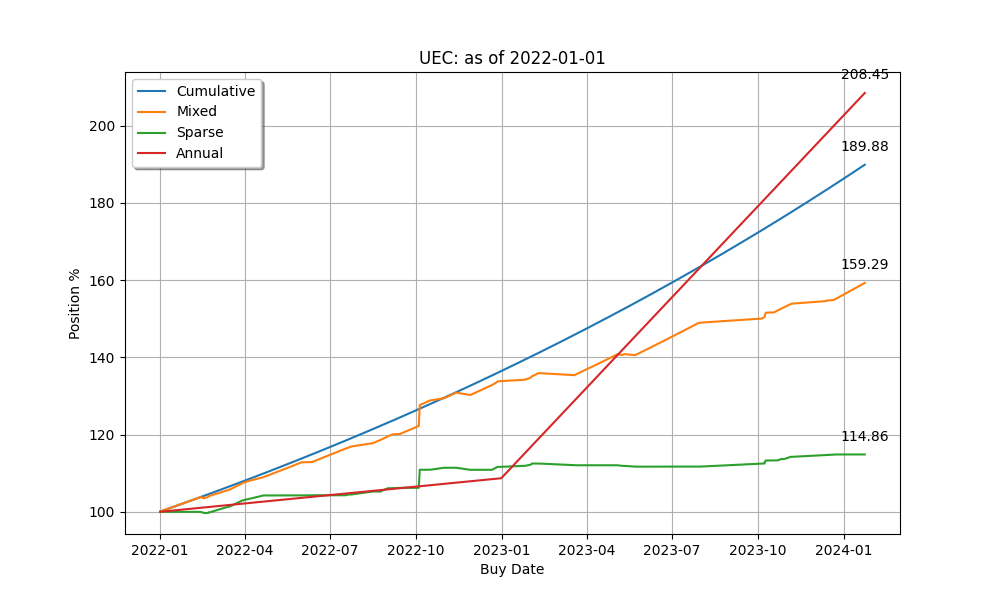 UEC: as of 2022-01-01
208.45
Cumulative
Mixed
Sparse
Annual
200
189.88
180
159.29
160
Position %
140
120
114.86
100
2022-01 2022-04 2022-07 2022-10 2023-01 2023-04 2023-07 2023-10 2024-01
Buy Date